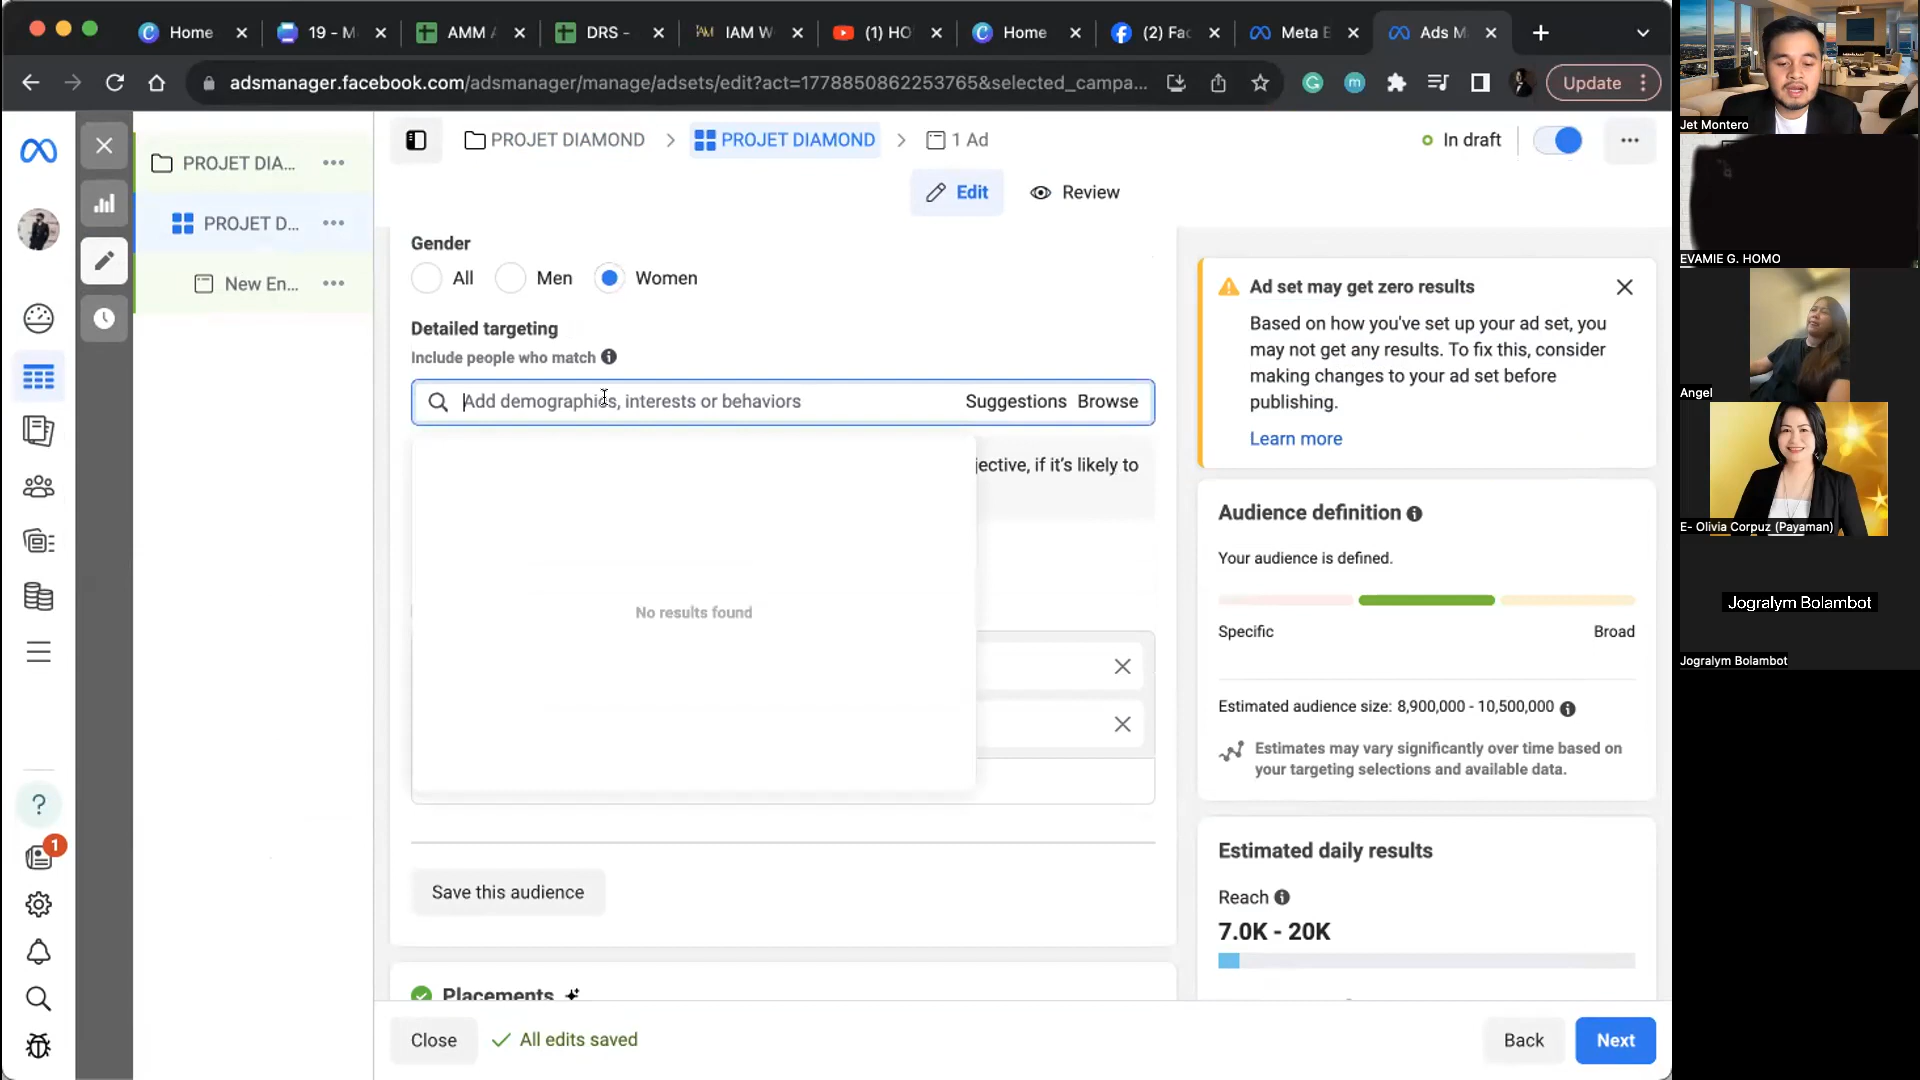 Home
19 - M
AMM
DRS -
IAM W
(1) HO
Home
(2) Fac
Meta E
Ads M
adsmanager.facebook.com/adsmanager/manage/adsets/edit?act=1778850862253765&selected_campa...
Update
PROJET DIA...
PROJET D...
New En...
PROJET DIAMOND
PROJET DIAMOND
1 Ad
In draft
Edit
Review
Gender
All
Men
Women
Detailed targeting
Include people who match
Add demographics, interests or behaviors
Suggestions
Browse
jective, if it's likely to
No results found
Save this audience
Placements
Close
All edits saved
Back
Next
Ad set may get zero results
Based on how you've set up your ad set, you
may not get any results. To fix this, consider
making changes to your ad set before
publishing.
Learn more
Audience definition
Your audience is defined.
Specific
Broad
Estimated audience size: 8,900,000 - 10,500,000
Estimates may vary significantly over time based on
your targeting selections and available data.
Estimated daily results
Reach
7.0K - 20K
1
Jet Montero
EVAMIE G. HOMO
Angel
E- Olivia Corpuz (Payaman)
Jogralym Bolambot
Jogralym Bolambot